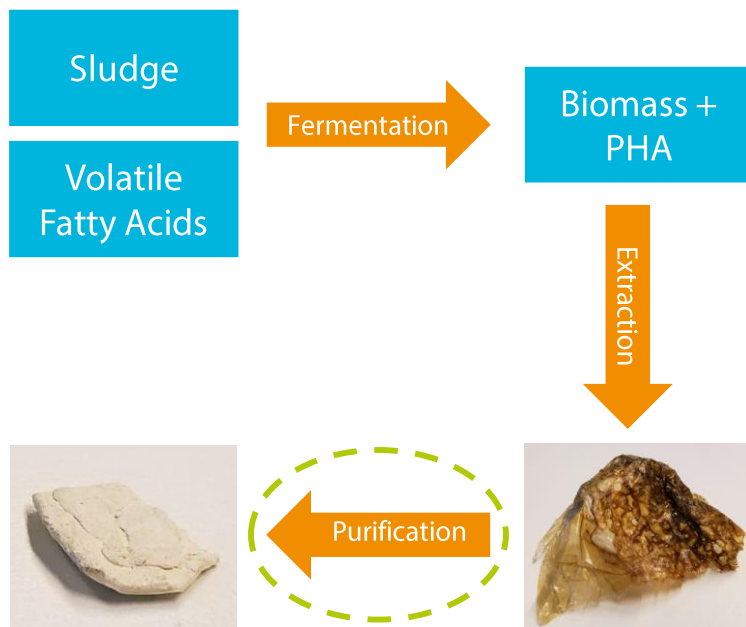 Sludge
Volatile
Fatty Acids
Fermentation
Biomass +
PHA
Extraction
Purification